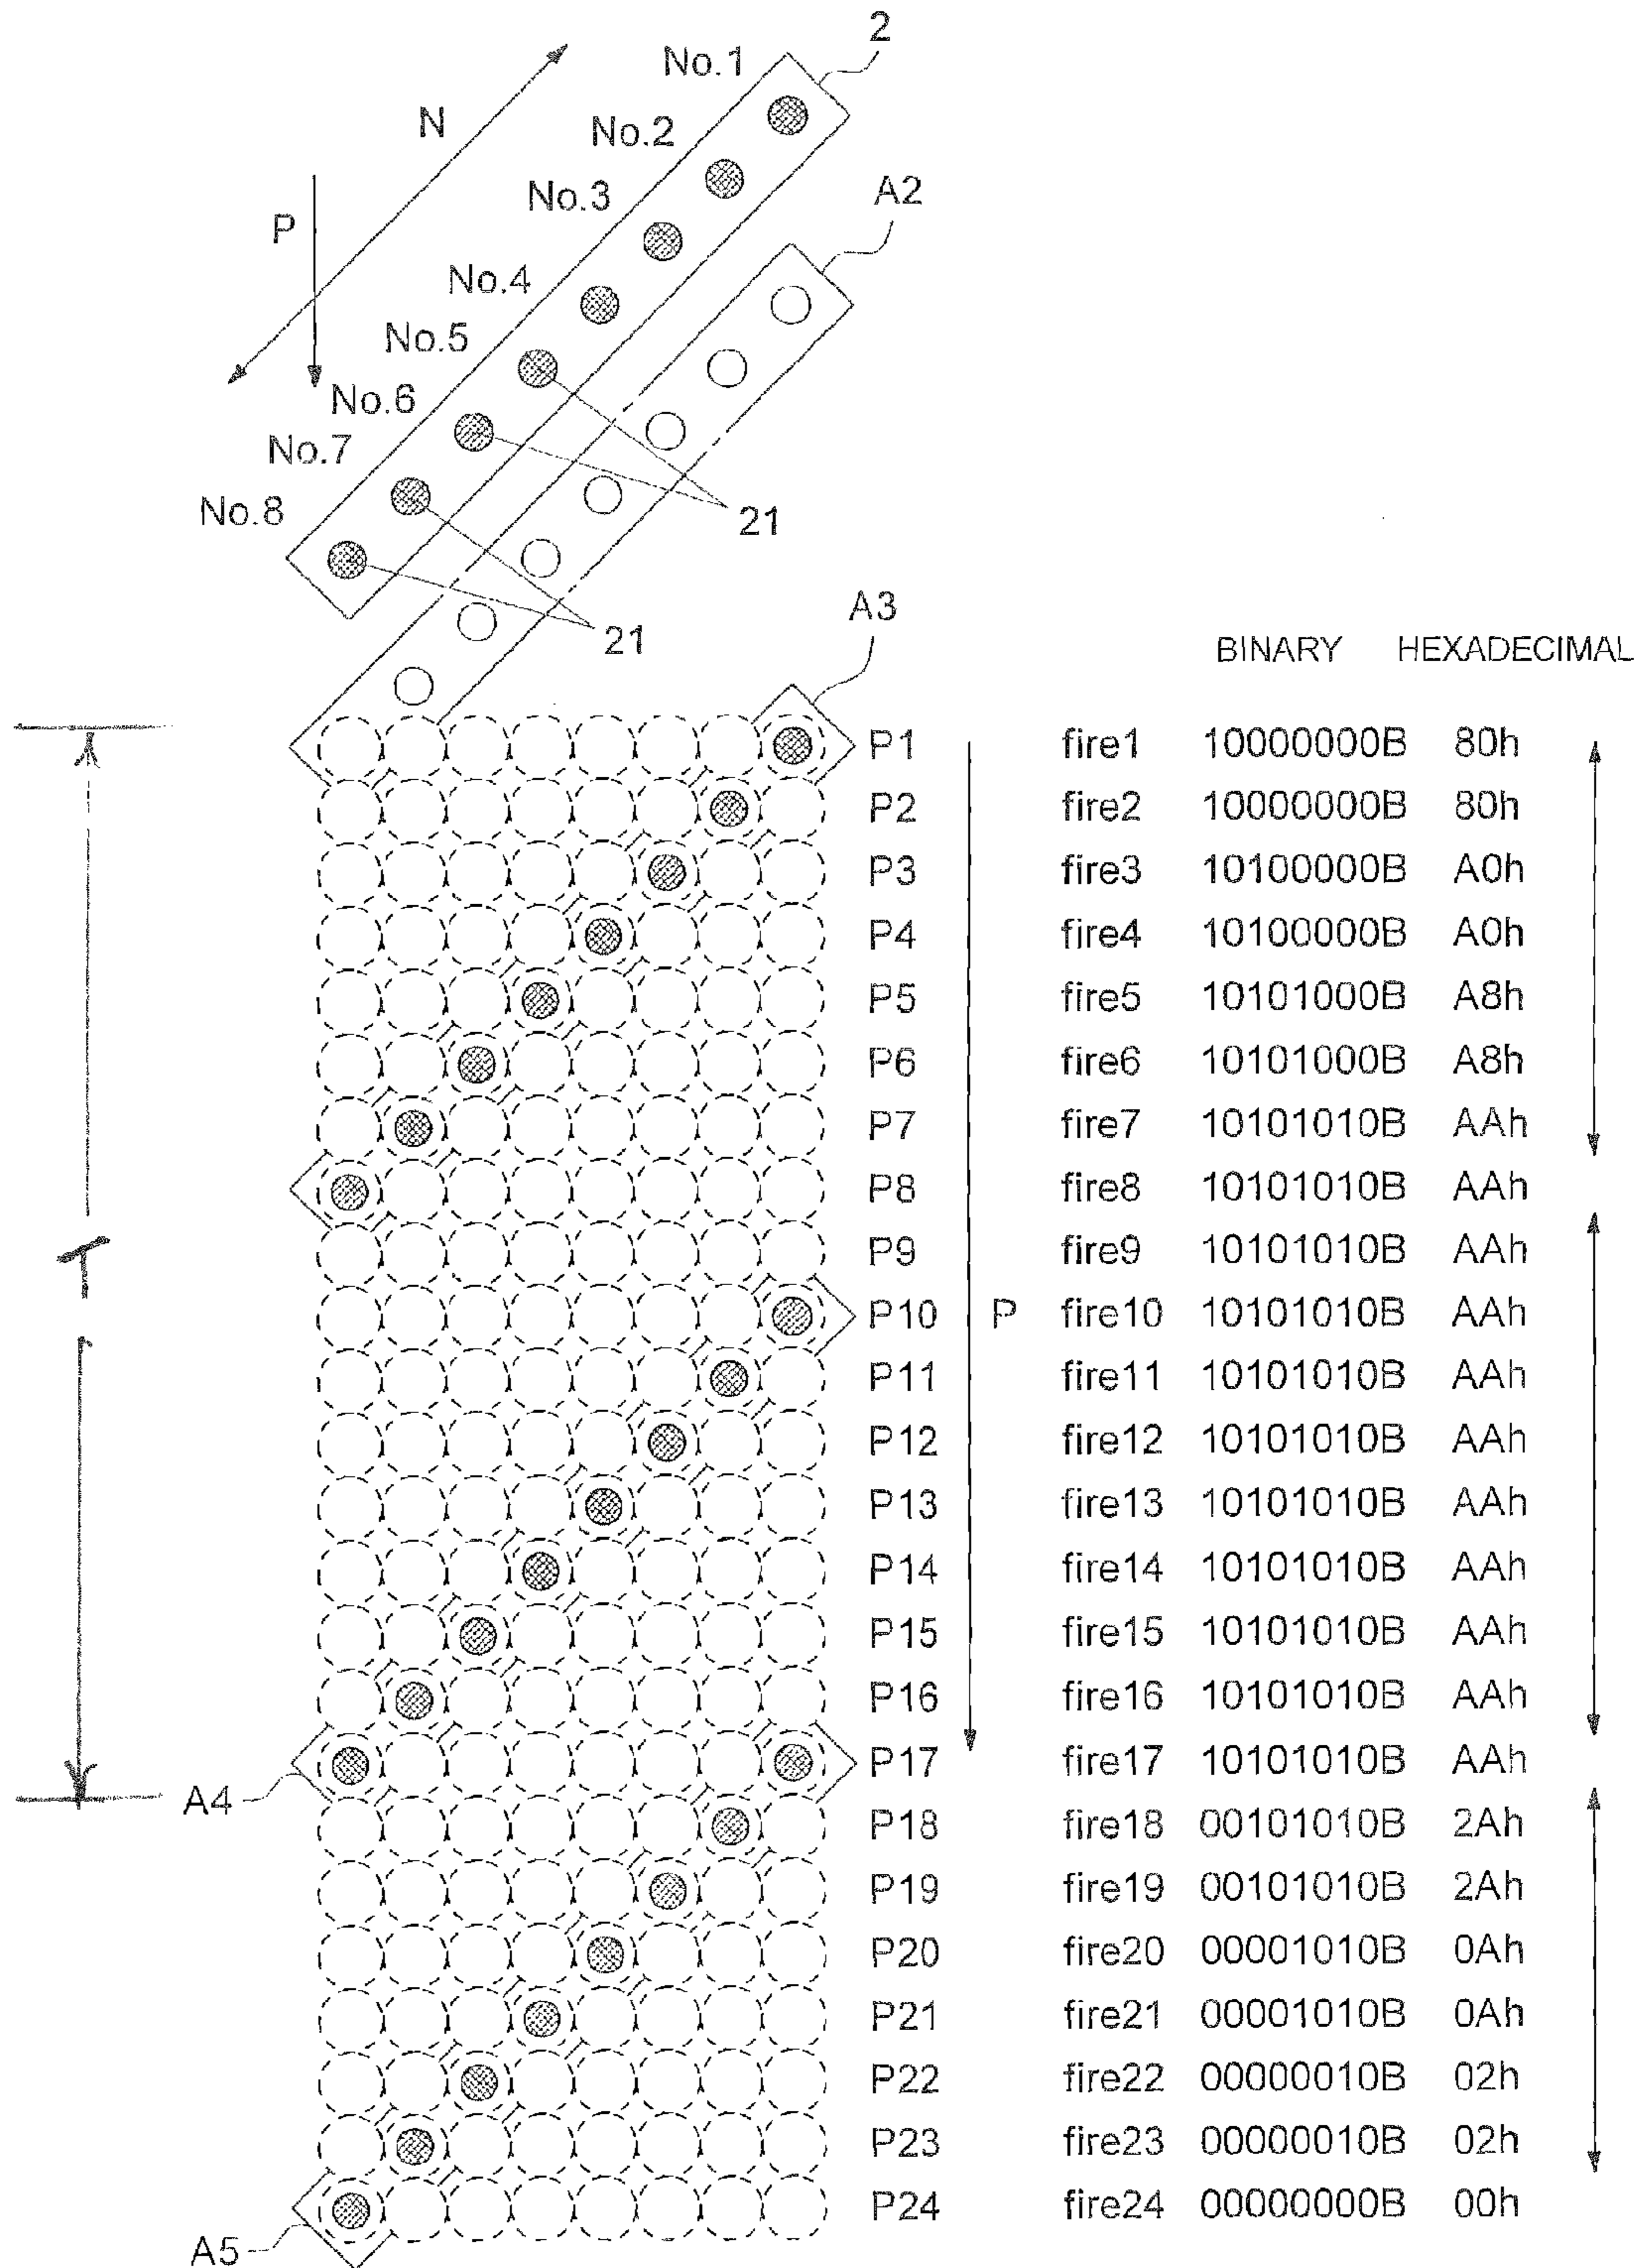 2
No.1
N
No.2
A2
No.3
P
No.4
No.5
No.6
No.7
21
No.8
A3
21
BINARY HEXADECIMAL
P1 fire1 10000000B 80h
P2 fire2 10000000B 80h
P3 fire3 10100000B A0h
P4 fire4 10100000B A0h
P5 fire5 10101000B A8h
P6 fire6 10101000B A8h
P7 fire7 10101010B AAh
P8 fire8 10101010B AAh
T
P9 fire9 10101010B AAh
P10 P fire10 10101010B AAh
P11 fire11 10101010B AAh
P12 fire12 10101010B AAh
P13 fire13 10101010B AAh
P14 fire14 10101010B AAh
P15 fire15 10101010B AAh
P16 fire16 10101010B AAh
P17 fire17 10101010B AAh
A4
P18 fire18 00101010B 2Ah
P19 fire19 00101010B 2Ah
P20 fire20 00001010B 0Ah
P21 fire21 00001010B 0Ah
P22 fire22 00000010B 02h
P23 fire23 00000010B 02h
P24 fire24 00000000B 00h
A5